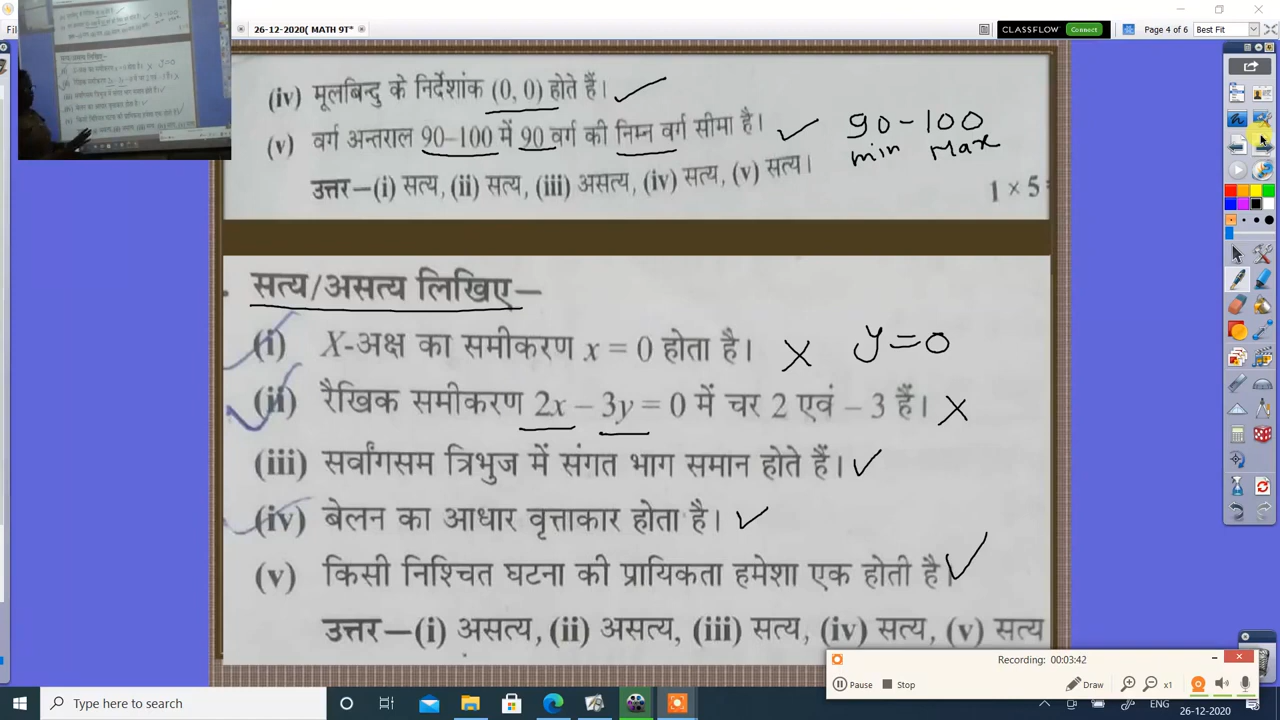 26-12-2020( MATH 9T*
CLASSFLOW Connect
Page 4 of 6 Best Fit
(iv) मूलबिन्दु के निर्देशांक (0, 0) होते हैं।
(v) वर्ग अन्तराल 90–100 में 90 वर्ग की निम्न वर्ग सीमा है।
90-100
min Max
उत्तर—(i) सत्य, (ii) सत्य, (iii) असत्य, (iv) सत्य, (v) सत्य।
1 × 5
सत्य/असत्य लिखिए–
(i) X-अक्ष का समीकरण x = 0 होता है। y=0
(ii) रैखिक समीकरण 2x – 3y = 0 में चर 2 एवं – 3 हैं।
(iii) सर्वांगसम त्रिभुज में संगत भाग समान होते हैं।
(iv) बेलन का आधार वृत्ताकार होता है।
(v) किसी निश्चित घटना की प्रायिकता हमेशा एक होती है
उत्तर—(i) असत्य, (ii) असत्य, (iii) सत्य, (iv) सत्य, (v) सत्य
Recording: 00:03:42
Pause Stop Draw x1
Type here to search
ENG 26-12-2020